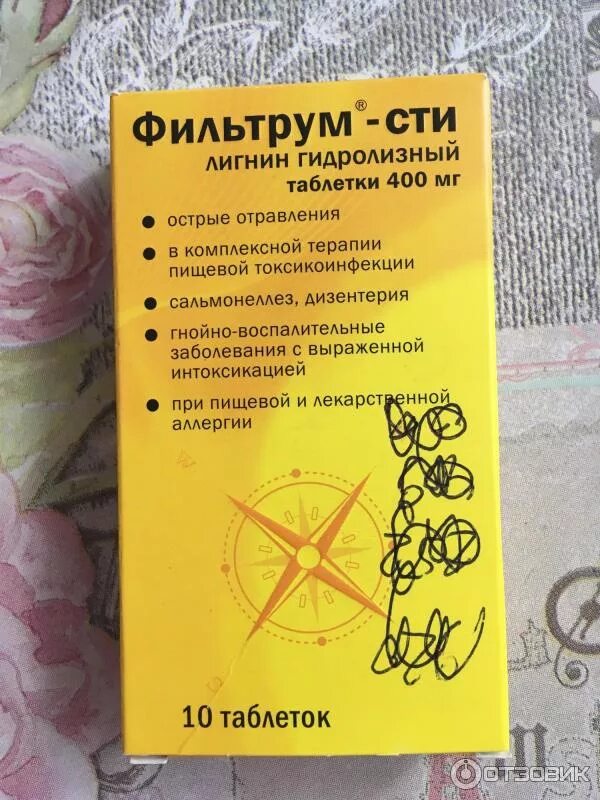 Фильтрум®-сти
лигнин гидролизный
таблетки 400 мг
• острые отравления
• в комплексной терапии
пищевой токсикоинфекции
• сальмонеллез, дизентерия
• гнойно-воспалительные
заболевания с выраженной
интоксикацией
• при пищевой и лекарственной
аллергии
10 таблеток
ОТЗОВИК